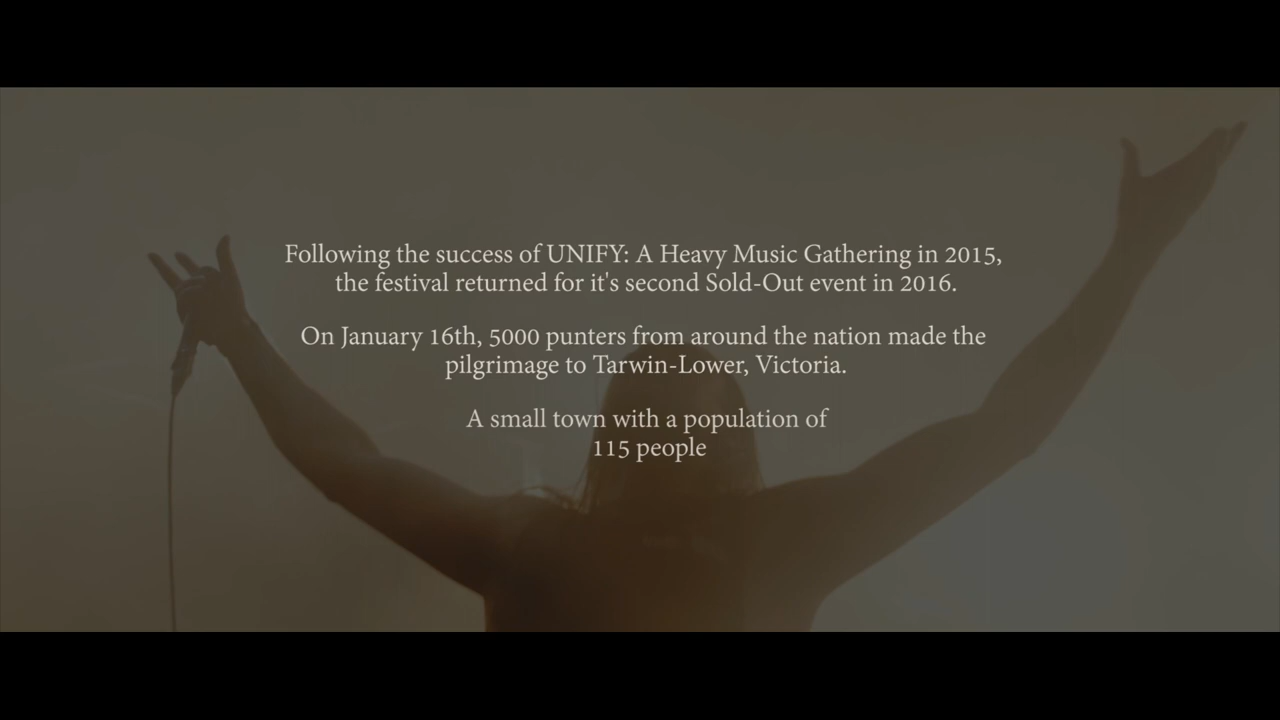 Following the success of UNIFY: A Heavy Music Gathering in 2015,
the festival returned for it's second Sold-Out event in 2016.
On January 16th, 5000 punters from around the nation made the
pilgrimage to Tarwin-Lower, Victoria.
A small town with a population of
115 people